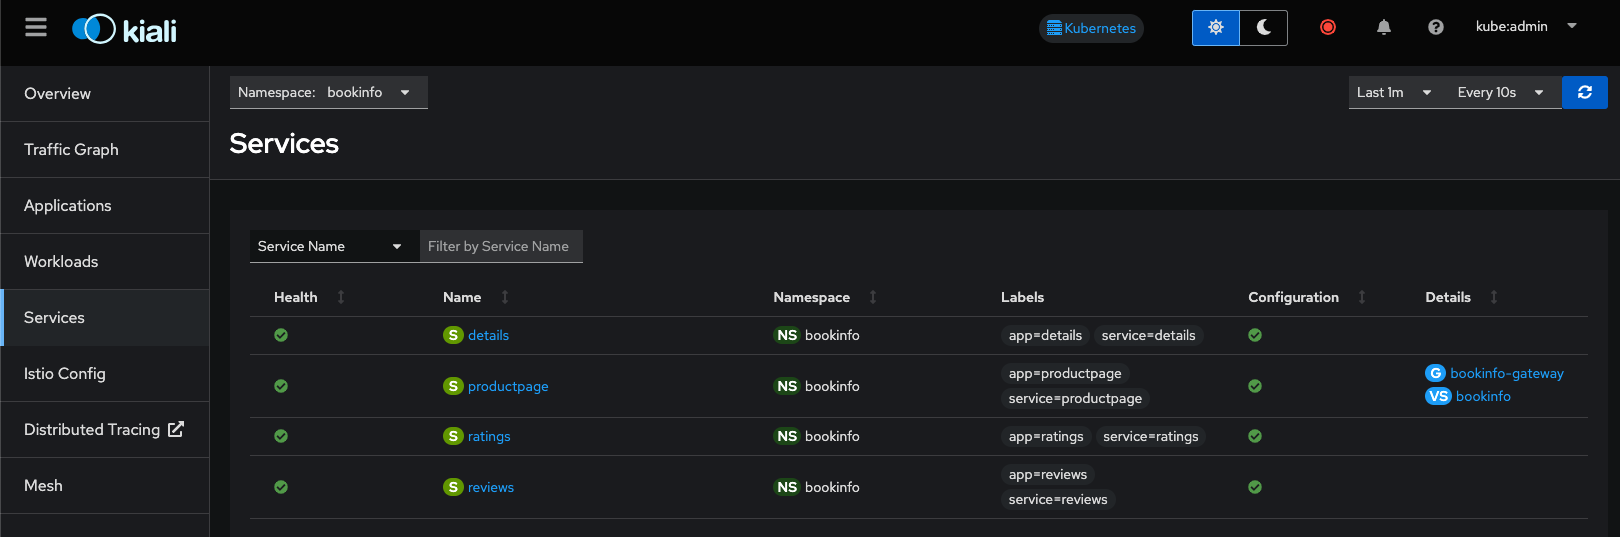 kiali
Kubernetes
kube:admin
Overview
Traffic Graph
Applications
Workloads
Services
Istio Config
Distributed Tracing
Mesh
Namespace: bookinfo
Last 1m Every 10s
Services
Service Name Filter by Service Name
Health Name Namespace Labels Configuration Details
S details NS bookinfo app=details service=details
S productpage NS bookinfo app=productpage service=productpage G bookinfo-gateway VS bookinfo
S ratings NS bookinfo app=ratings service=ratings
S reviews NS bookinfo app=reviews service=reviews